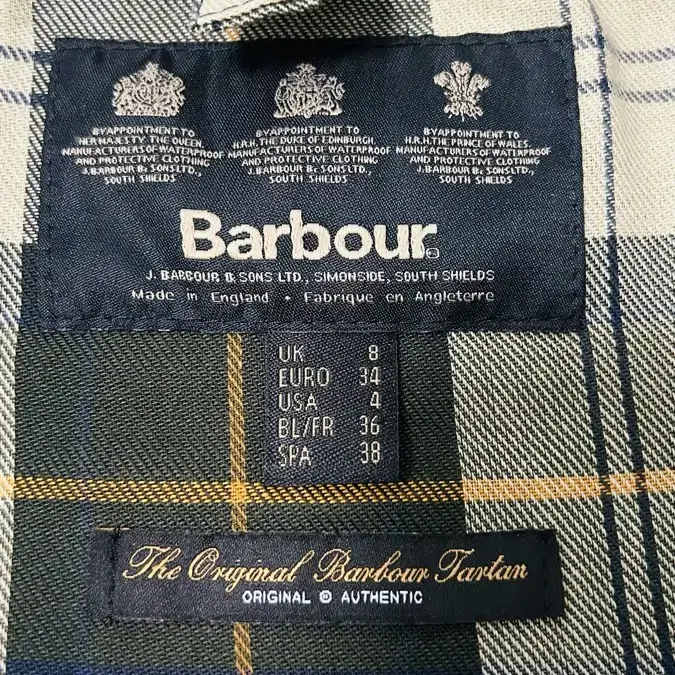 BY APPOINTMENT TO
HER MAJESTY THE QUEEN.
MANUFACTURERS OF WATERPROOF
AND PROTECTIVE CLOTHING
J. BARBOUR & SONS LTD.,
SOUTH SHIELDS
BY APPOINTMENT TO
H.R.H. THE DUKE OF EDINBURGH.
MANUFACTURERS OF WATERPROOF
AND PROTECTIVE CLOTHING
J. BARBOUR & SONS LTD.,
SOUTH SHIELDS
BY APPOINTMENT TO
H.R.H. THE PRINCE OF WALES.
MANUFACTURERS OF WATERPROOF
AND PROTECTIVE CLOTHING
J. BARBOUR & SONS LTD.,
SOUTH SHIELDS
Barbour®
J. BARBOUR & SONS LTD., SIMONSIDE, SOUTH SHIELDS
Made in England • Fabrique en Angleterre
UK 8
EURO 34
USA 4
BL/FR 36
SPA 38
The Original Barbour Tartan
ORIGINAL ® AUTHENTIC